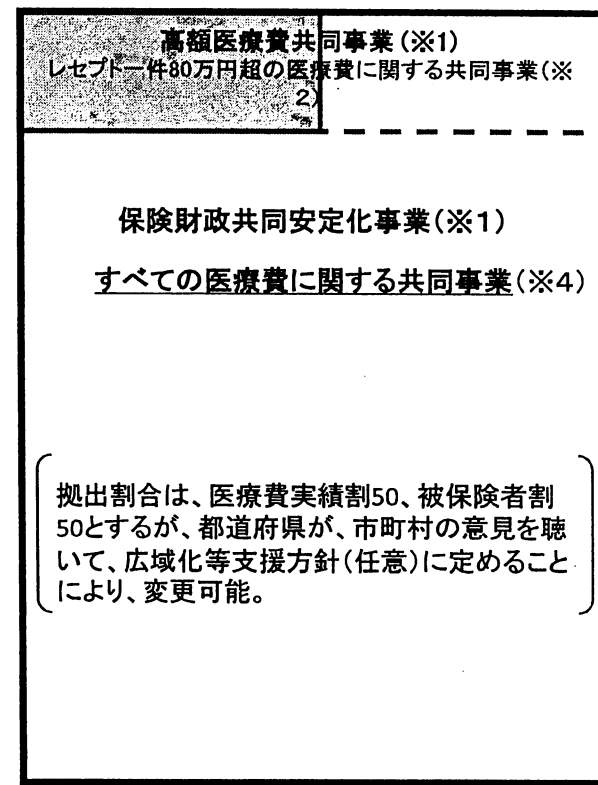 高額医療費共同事業(※1)
レセプト一件80万円超の医療費に関する共同事業(※
2)
保険財政共同安定化事業(※1)
すべての医療費に関する共同事業(※4)
拠出割合は、医療費実績割50、被保険者割
50とするが、都道府県が、市町村の意見を聴
いて、広域化等支援方針(任意)に定めること
により、変更可能。